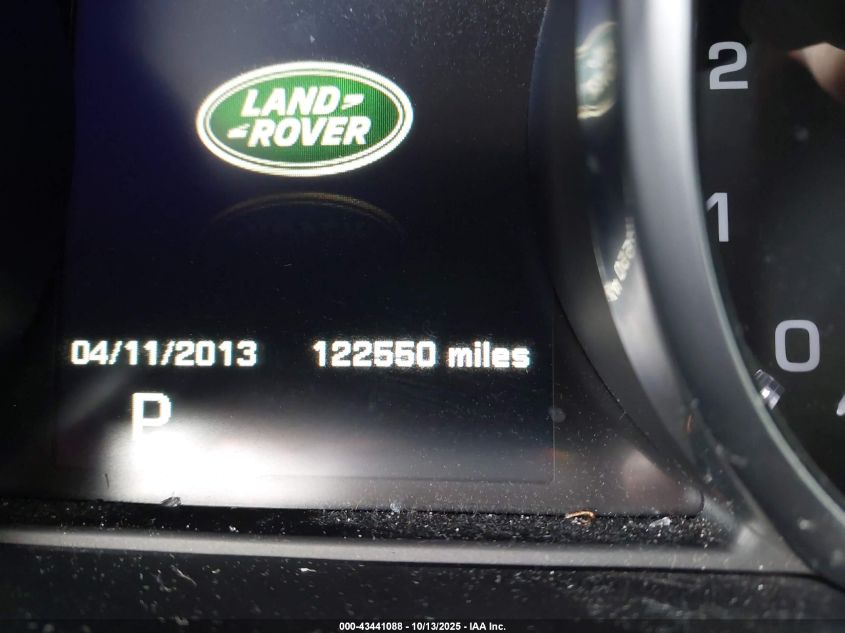 LAND
ROVER
04/11/2013 122550 miles
P
2
1
0
000-43441088 - 10/13/2025 - IAA Inc.